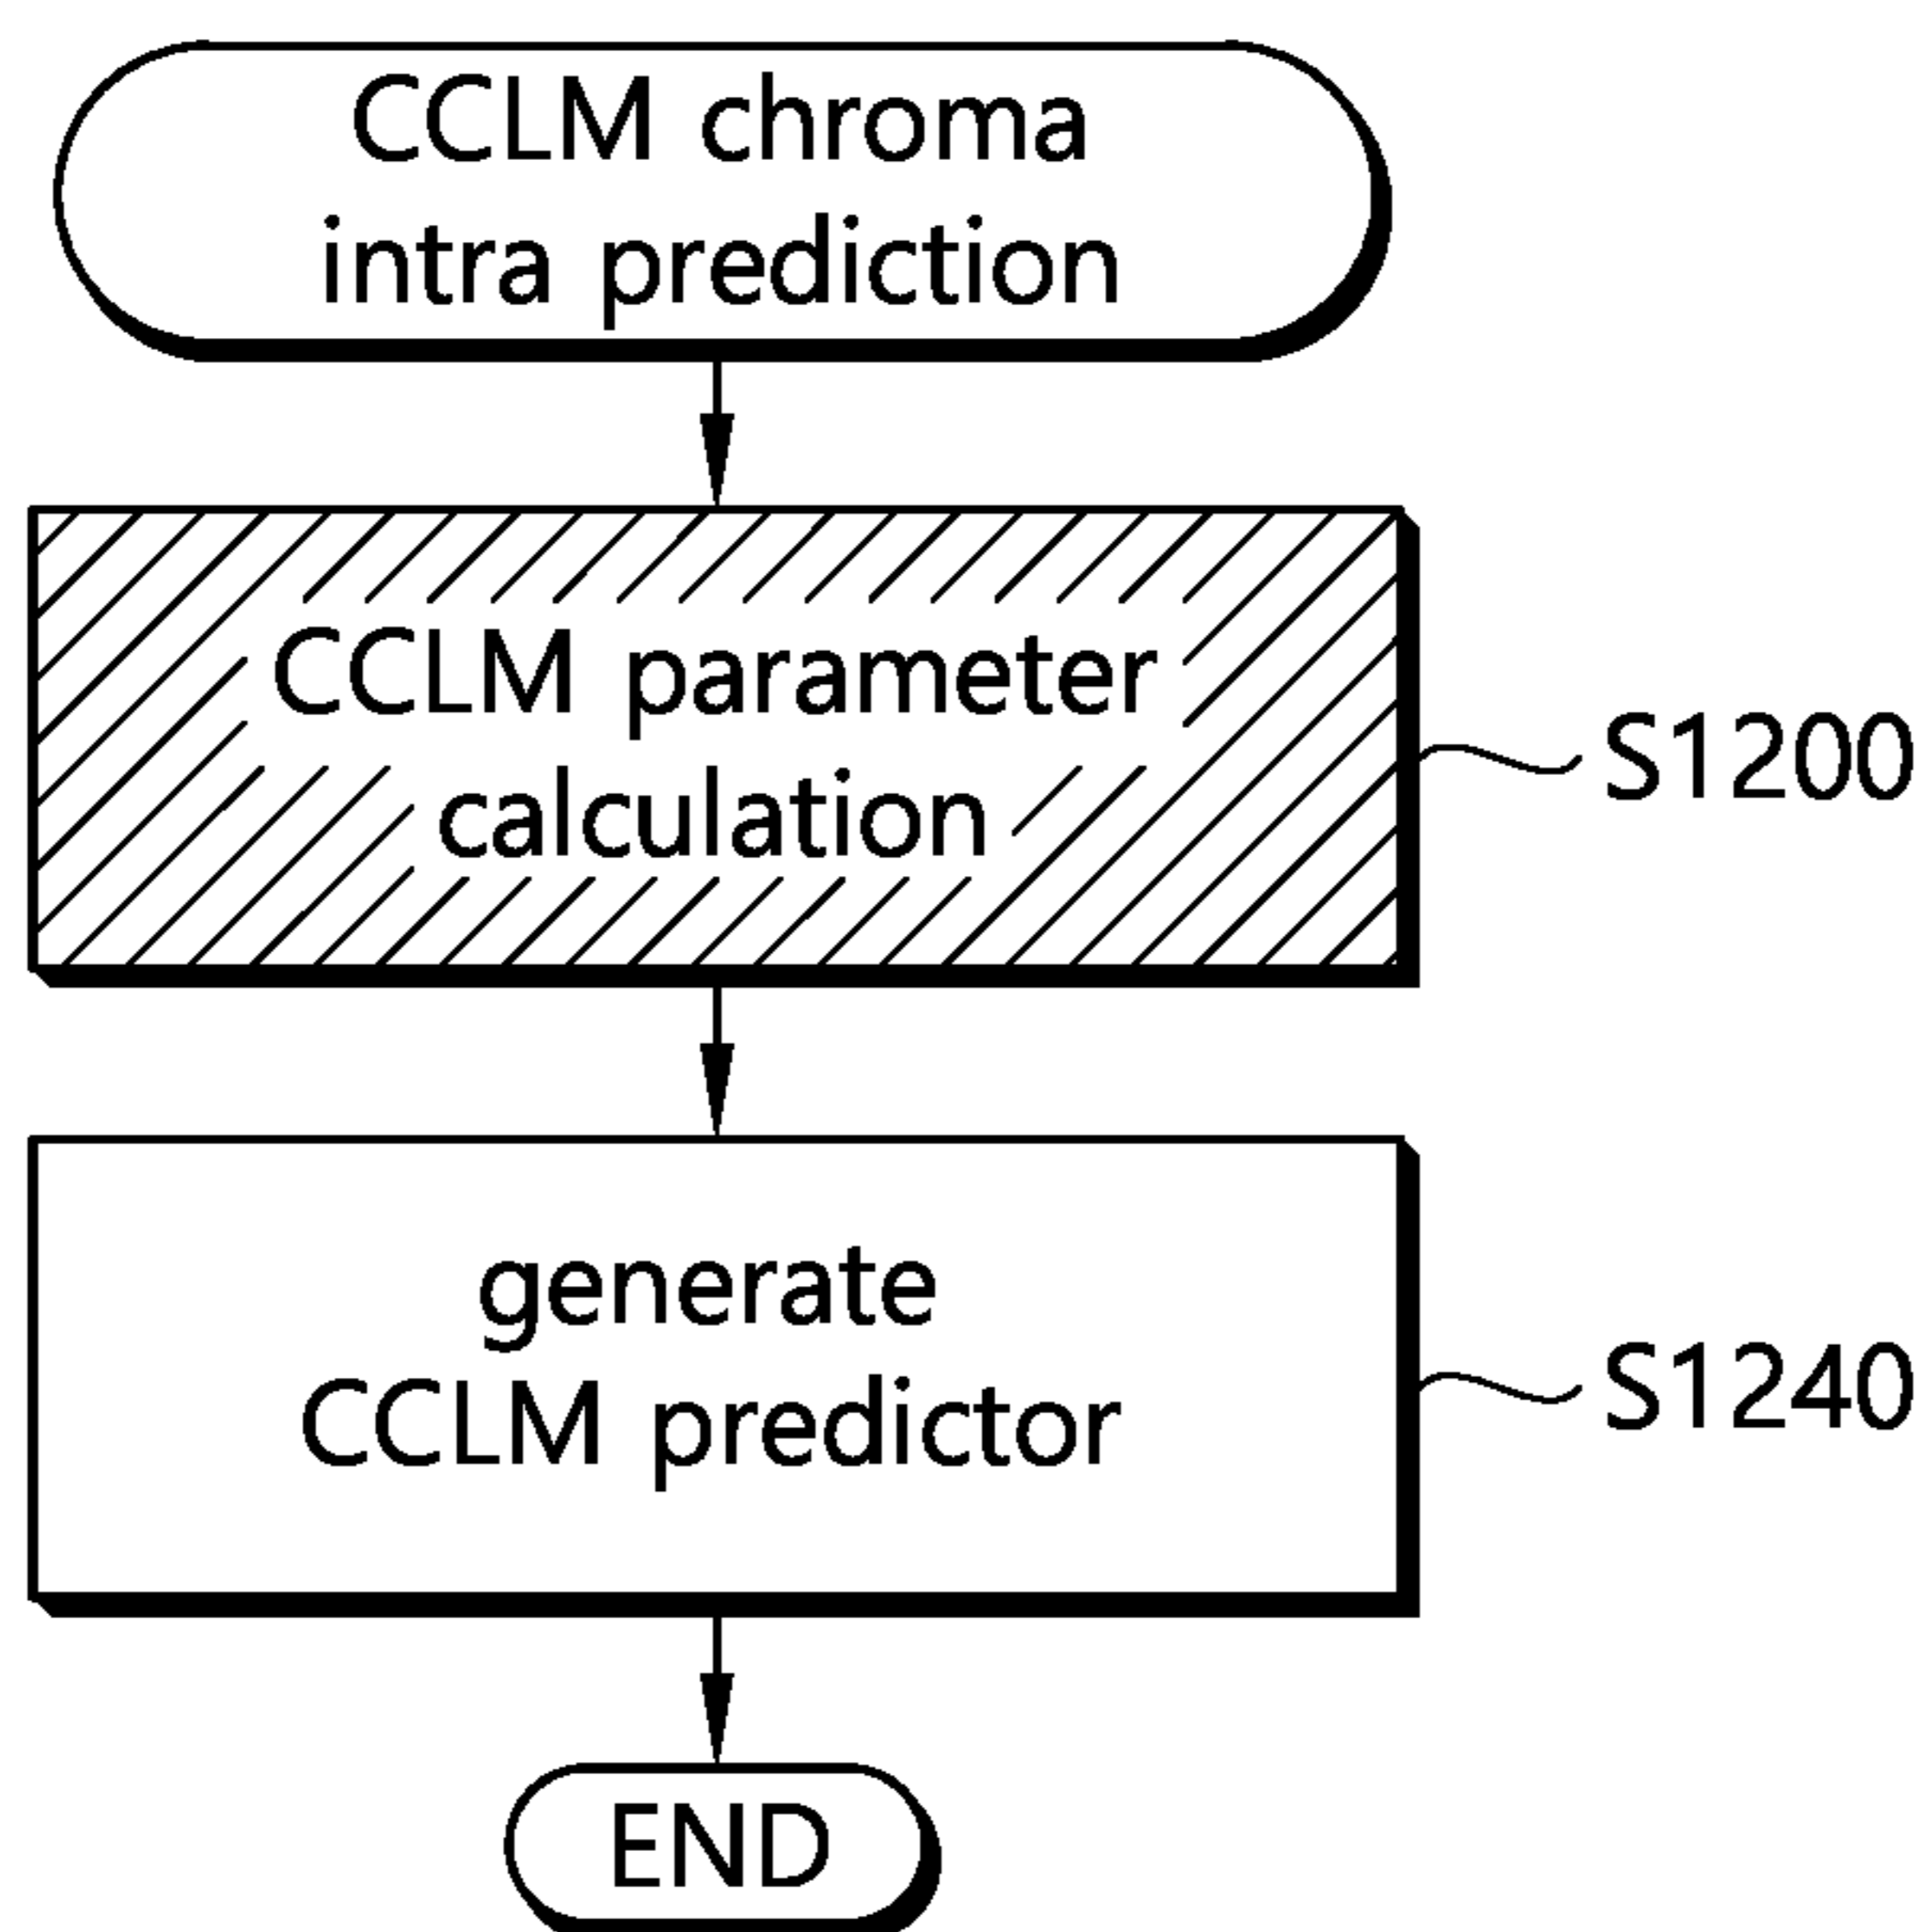 CCLM chroma
intra prediction
CCLM parameter
calculation
S1200
generate
CCLM predictor
S1240
END